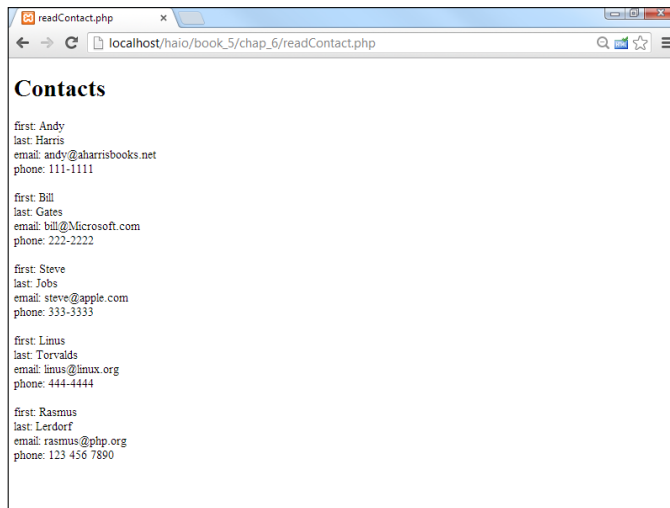 readContact.php
localhost/haio/book_5/chap_6/readContact.php
Contacts
first: Andy
last: Harris
email: andy@aharrisbooks.net
phone: 111-1111
first: Bill
last: Gates
email: bill@Microsoft.com
phone: 222-2222
first: Steve
last: Jobs
email: steve@apple.com
phone: 333-3333
first: Linus
last: Torvalds
email: linus@linux.org
phone: 444-4444
first: Rasmus
last: Lerdorf
email: rasmus@php.org
phone: 123 456 7890